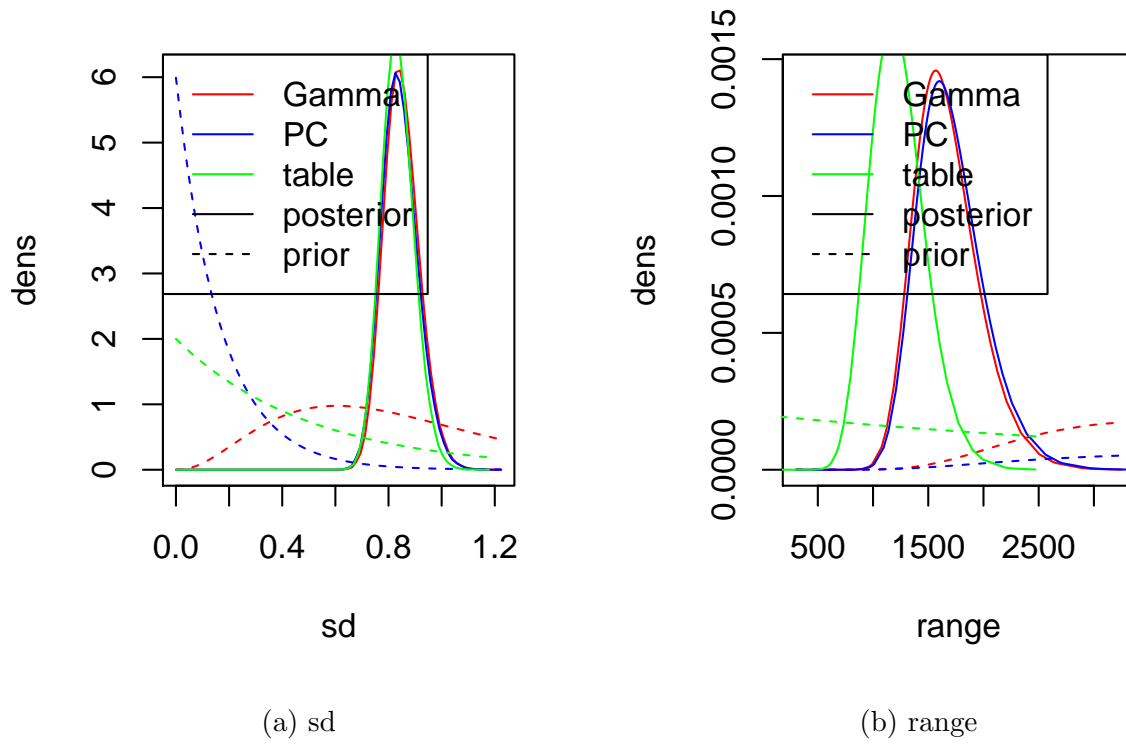 dens
6
5
4
3
2
1
0
Gamma
PC
table
posterior
prior
0.0 0.4 0.8 1.2
sd
(a) sd
dens
0.0015
0.0010
0.0005
0.0000
Gamma
PC
table
posterior
prior
500 1500 2500
range
(b) range